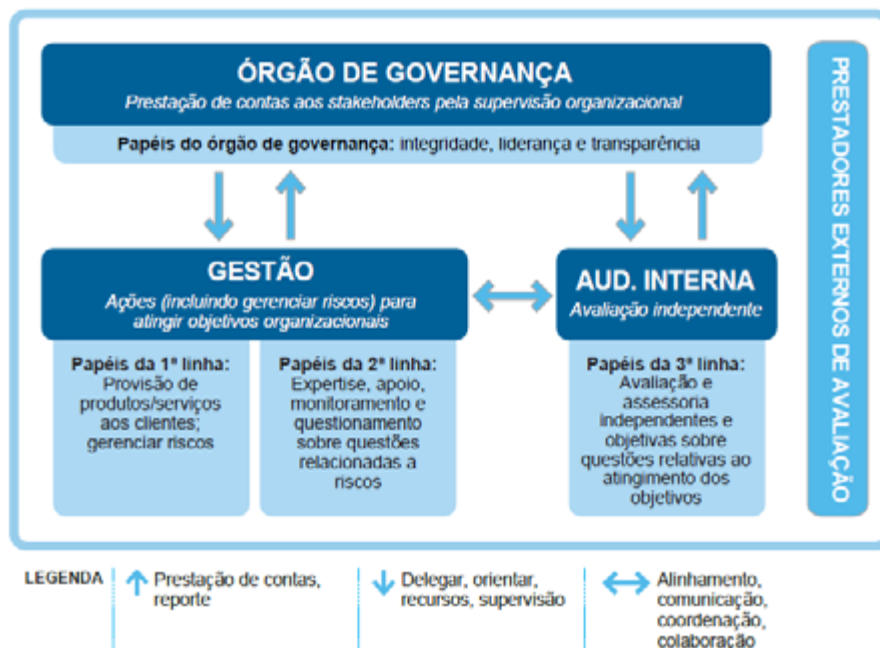 ÓRGÃO DE GOVERNANÇA
Prestação de contas aos stakeholders pela supervisão organizacional
Papéis do órgão de governança: integridade, liderança e transparência
GESTÃO
Ações (incluindo gerenciar riscos) para
atingir objetivos organizacionais
Papéis da 1ª linha:
Provisão de
produtos/serviços
aos clientes;
gerenciar riscos
Papéis da 2ª linha:
Expertise, apoio,
monitoramento e
questionamento
sobre questões
relacionadas a
riscos
AUD. INTERNA
Avaliação independente
Papéis da 3ª linha:
Avaliação e
assessoria
independentes e
objetivas sobre
questões relativas ao
atingimento dos
objetivos
PRESTADORES EXTERNOS DE AVALIAÇÃO
LEGENDA
Prestação de contas,
reporte
Delegar, orientar,
recursos, supervisão
Alinhamento,
comunicação,
coordenação,
colaboração